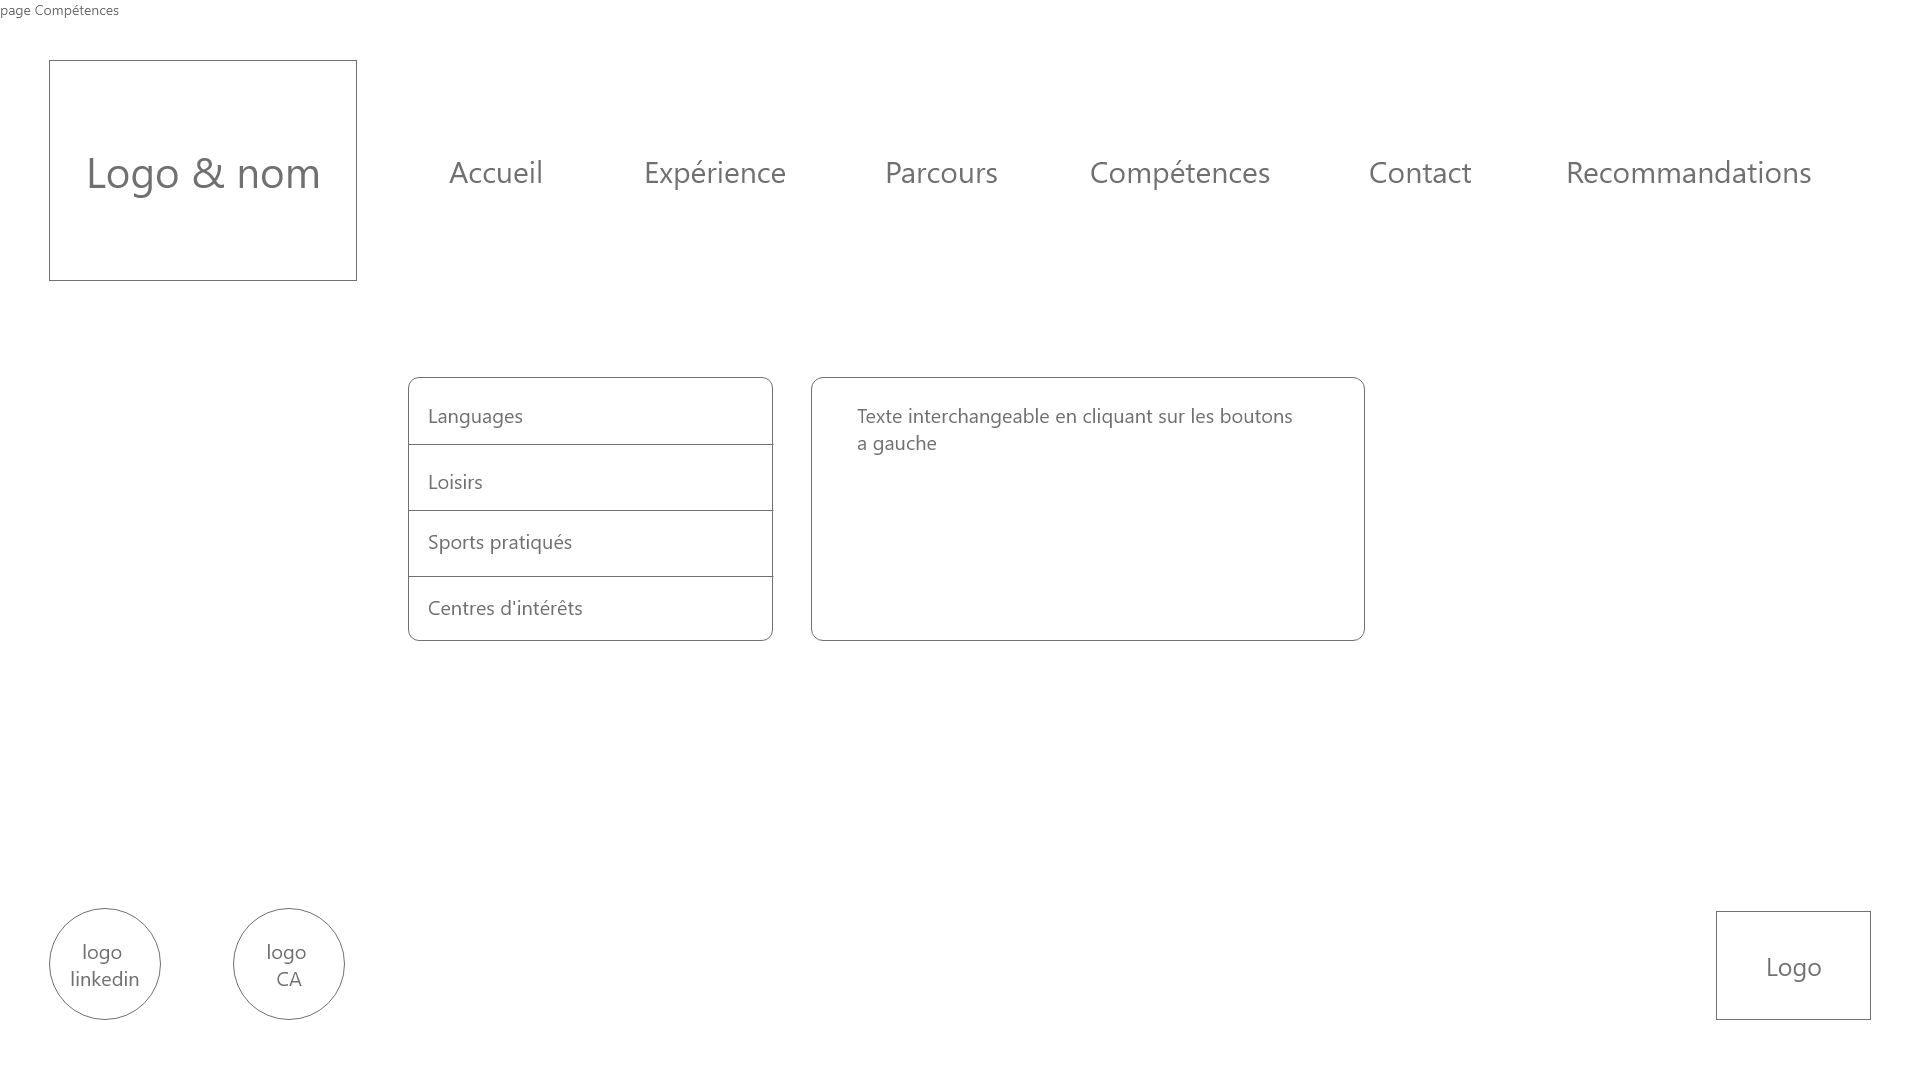 page Compétences
Logo & nom
Accueil
Expérience
Parcours
Compétences
Contact
Recommandations
Languages
Loisirs
Sports pratiqués
Centres d'intérêts
Texte interchangeable en cliquant sur les boutons
a gauche
logo
linkedin
logo
CA
Logo